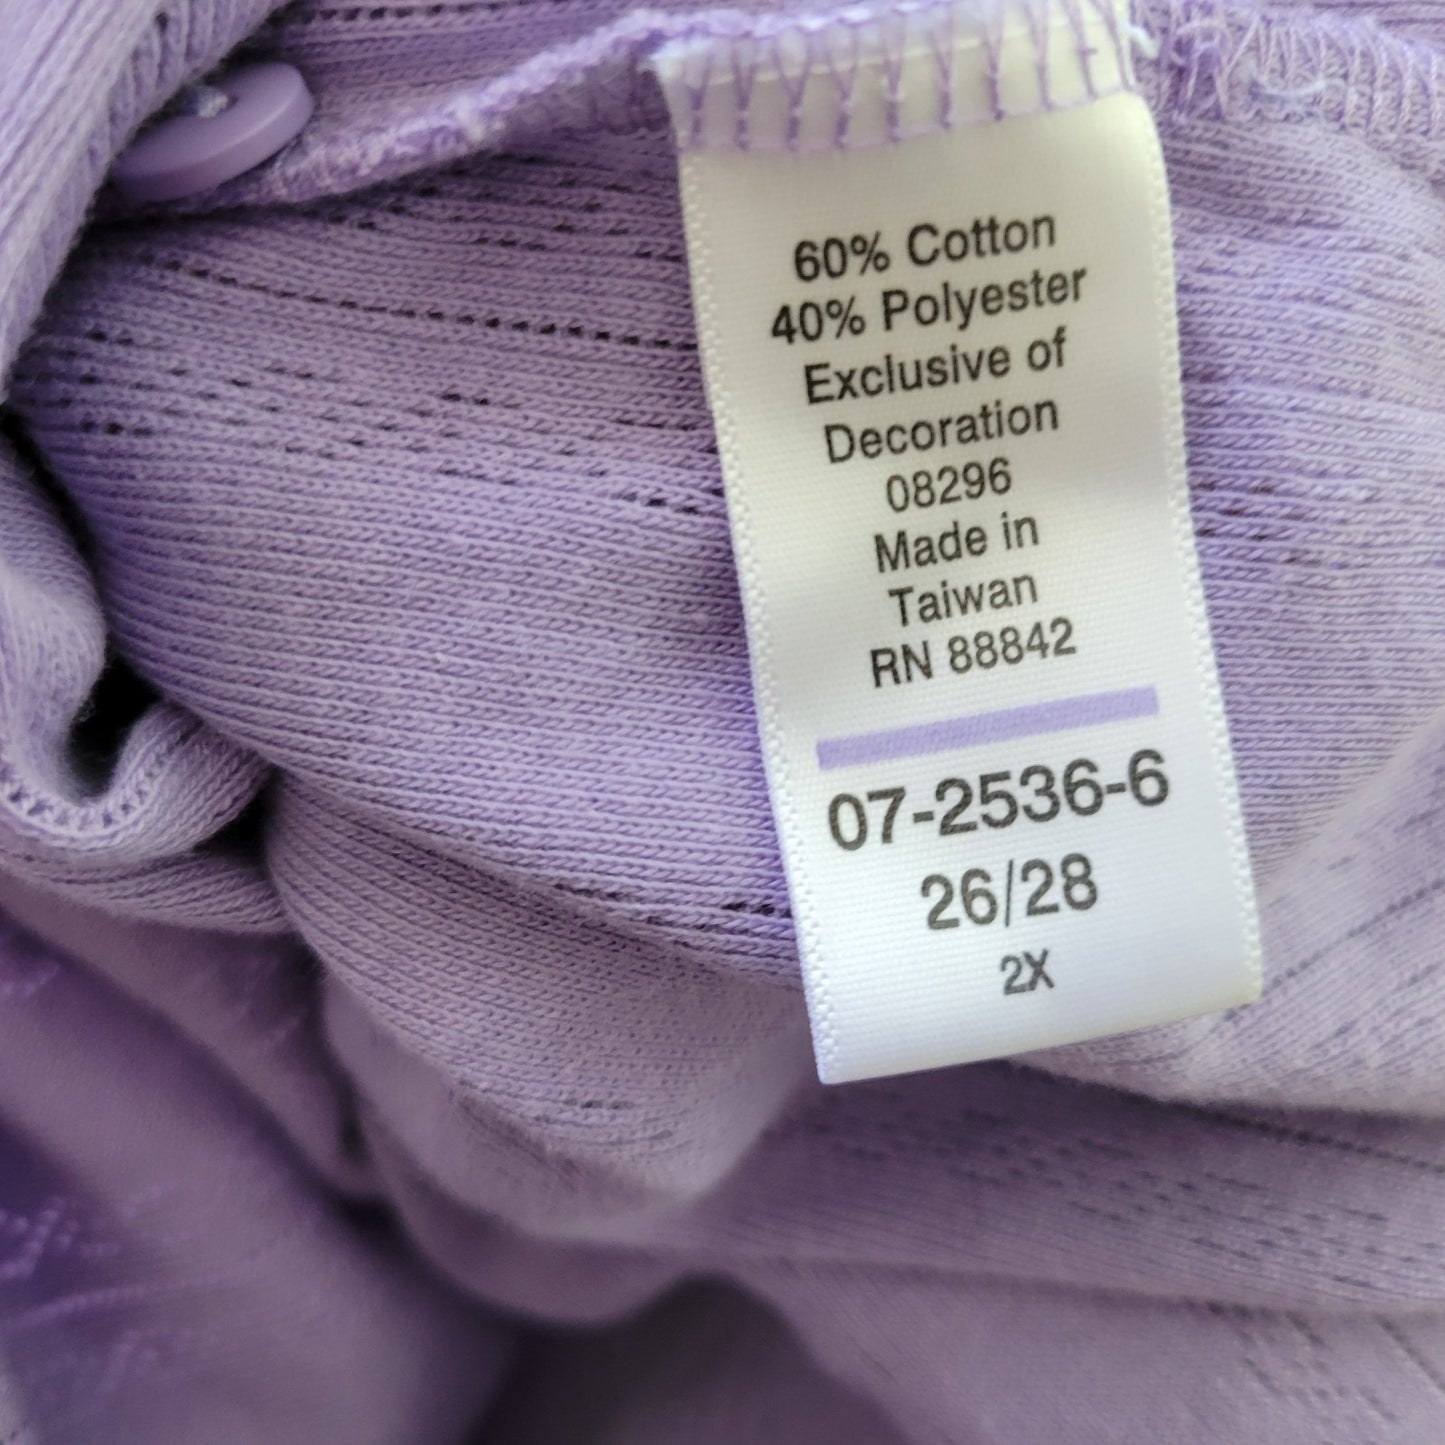 60% Cotton
40% Polyester
Exclusive of
Decoration
08296
Made in
Taiwan
RN 88842
07-2536-6
26/28
2X